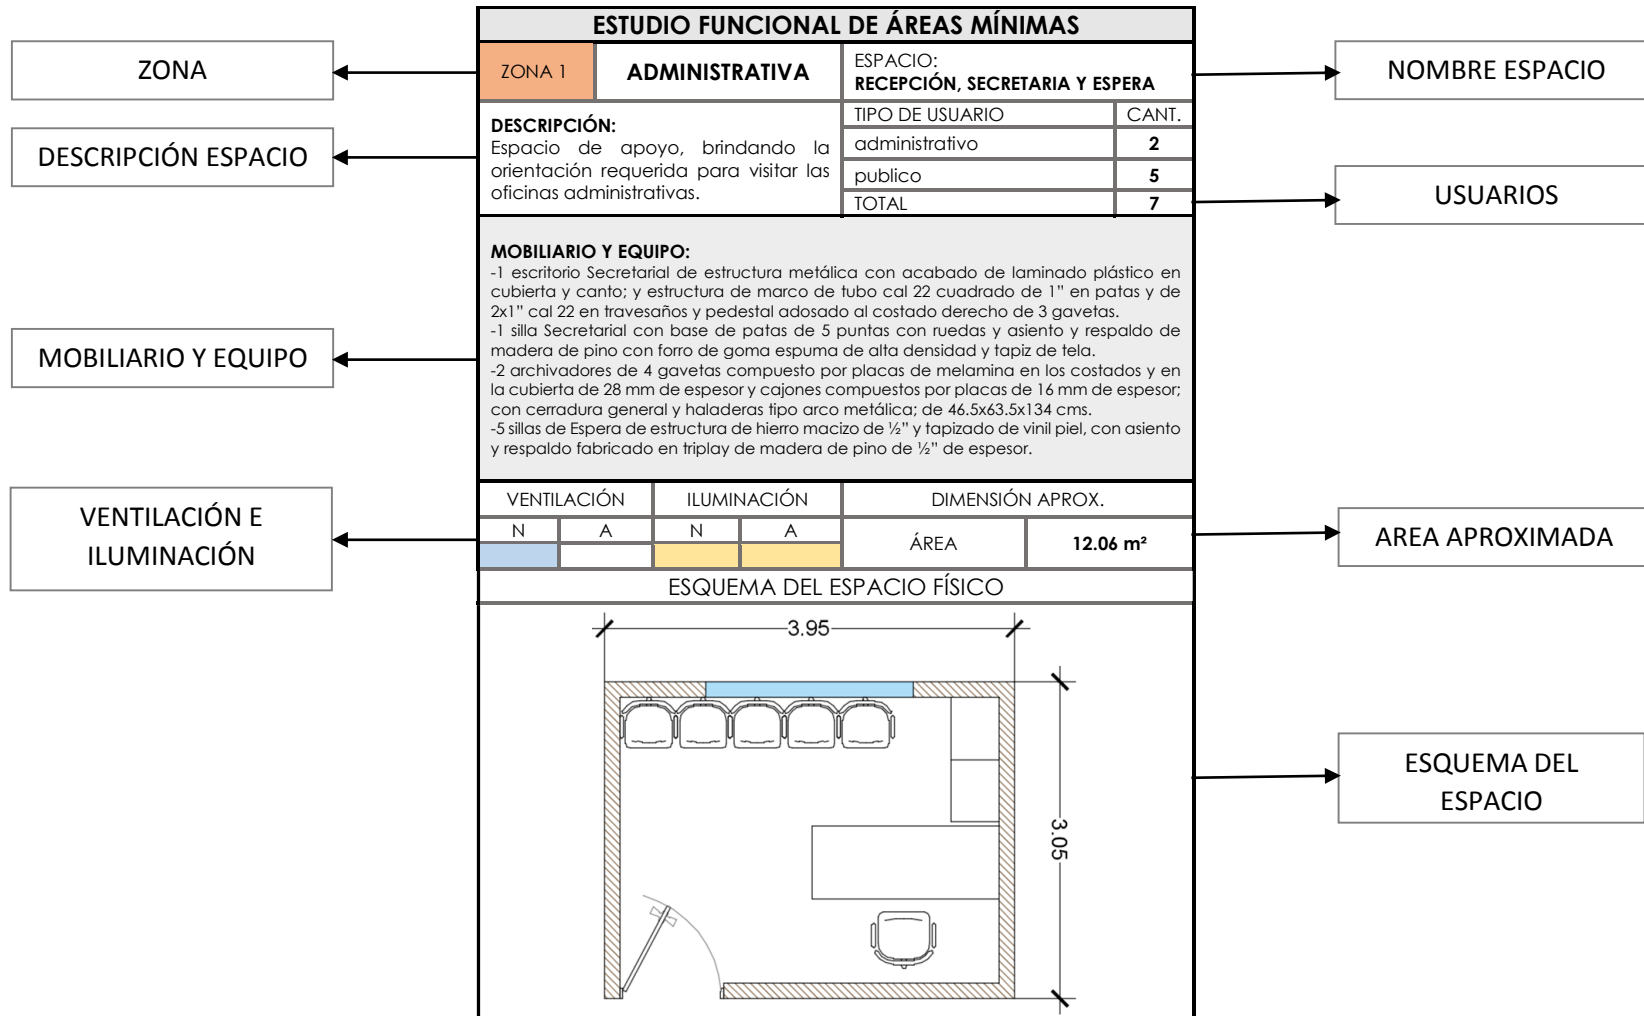 ESTUDIO FUNCIONAL DE ÁREAS MÍNIMAS
ZONA
ZONA 1
ADMINISTRATIVA
ESPACIO:
RECEPCIÓN, SECRETARIA Y ESPERA
NOMBRE ESPACIO
DESCRIPCIÓN ESPACIO
DESCRIPCIÓN:
Espacio de apoyo, brindando la
orientación requerida para visitar las
oficinas administrativas.
TIPO DE USUARIO
CANT.
administrativo
2
publico
5
TOTAL
7
USUARIOS
MOBILIARIO Y EQUIPO
MOBILIARIO Y EQUIPO:
-1 escritorio Secretarial de estructura metálica con acabado de laminado plástico en
cubierta y canto; y estructura de marco de tubo cal 22 cuadrado de 1” en patas y de
2x1” cal 22 en travesaños y pedestal adosado al costado derecho de 3 gavetas.
-1 silla Secretarial con base de patas de 5 puntas con ruedas y asiento y respaldo de
madera de pino con forro de goma espuma de alta densidad y tapiz de tela.
-2 archivadores de 4 gavetas compuesto por placas de melamina en los costados y en
la cubierta de 28 mm de espesor y cajones compuestos por placas de 16 mm de espesor;
con cerradura general y haladeras tipo arco metálica; de 46.5x63.5x134 cms.
-5 sillas de Espera de estructura de hierro macizo de ½” y tapizado de vinil piel, con asiento
y respaldo fabricado en triplay de madera de pino de ½” de espesor.
VENTILACIÓN E
ILUMINACIÓN
VENTILACIÓN
ILUMINACIÓN
DIMENSIÓN APROX.
N
A
N
A
ÁREA
12.06 m²
AREA APROXIMADA
ESQUEMA DEL ESPACIO FÍSICO
3.95
3.05
ESQUEMA DEL
ESPACIO